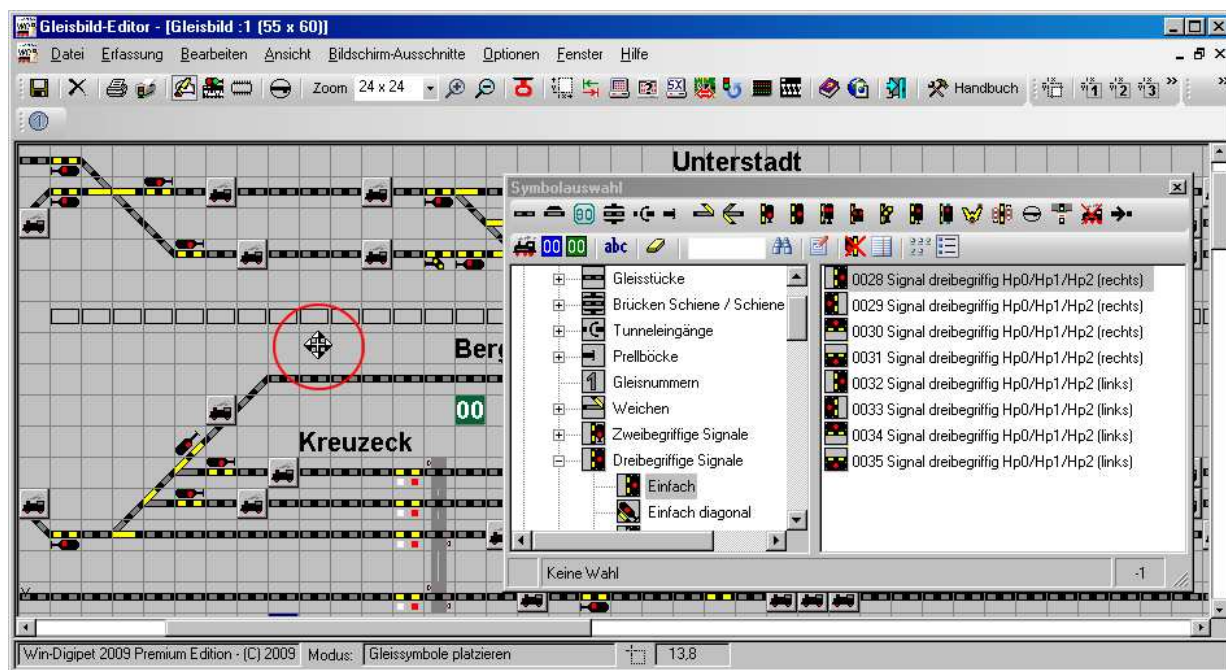 Gleisbild-Editor - [Gleisbild :1 (55 x 60)]
Datei Erfassung Bearbeiten Ansicht Bildschirm-Ausschnitte Optionen Fenster Hilfe
Zoom 24 x 24 Handbuch 1 2 3
Unterstadt
Symbolauswahl
80
00 00 abc
Gleisstücke
Brücken Schiene / Schiene
Tunneleingänge
Prellböcke
1 Gleisnummern
Weichen
Zweibegriffige Signale
Dreibegriffige Signale
Einfach
Einfach diagonal
0028 Signal dreibegriffig Hp0/Hp1/Hp2 (rechts)
0029 Signal dreibegriffig Hp0/Hp1/Hp2 (rechts)
0030 Signal dreibegriffig Hp0/Hp1/Hp2 (rechts)
0031 Signal dreibegriffig Hp0/Hp1/Hp2 (rechts)
0032 Signal dreibegriffig Hp0/Hp1/Hp2 (links)
0033 Signal dreibegriffig Hp0/Hp1/Hp2 (links)
0034 Signal dreibegriffig Hp0/Hp1/Hp2 (links)
0035 Signal dreibegriffig Hp0/Hp1/Hp2 (links)
Keine Wahl -1
Berg
00
Kreuzeck
Win-Digipet 2009 Premium Edition - (C) 2009 Modus: Gleissymbole platzieren 13,8